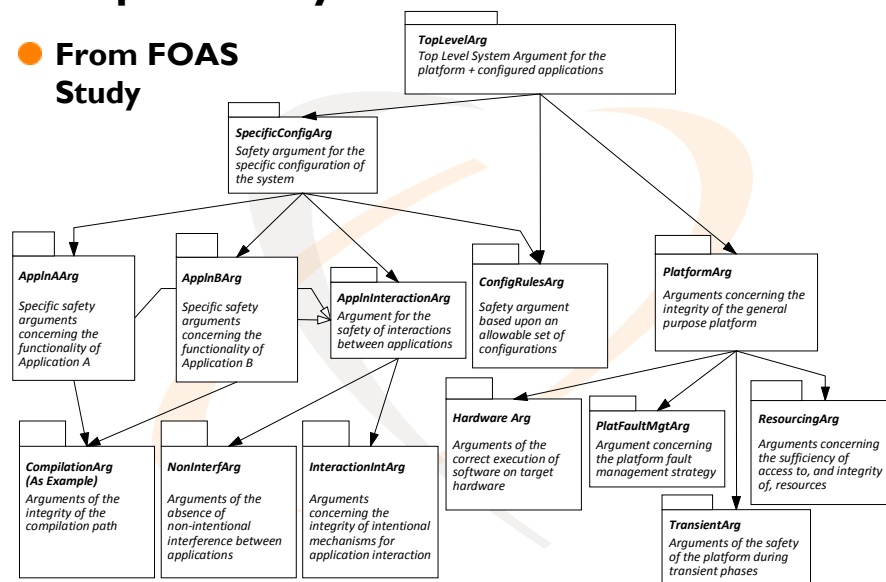 From FOAS
Study
TopLevelArg
Top Level System Argument for the
platform + configured applications
SpecificConfigArg
Safety argument for the
specific configuration of
the system
ApplnAArg
Specific safety
arguments
concerning the
functionality of
Application A
ApplnBArg
Specific safety
arguments
concerning the
functionality of
Application B
ApplnInteractionArg
Argument for the
safety of interactions
between applications
ConfigRulesArg
Safety argument
based upon an
allowable set of
configurations
PlatformArg
Arguments concerning the
integrity of the general
purpose platform
CompilationArg
(As Example)
Arguments of the
integrity of the
compilation path
NonInterfArg
Arguments of the
absence of
non-intentional
interference between
applications
InteractionIntArg
Arguments
concerning the
integrity of intentional
mechanisms for
application interaction
Hardware Arg
Arguments of the
correct execution of
software on target
hardware
PlatFaultMgtArg
Argument concerning
the platform fault
management strategy
ResourcingArg
Arguments concerning
the sufficiency of
access to, and integrity
of, resources
TransientArg
Arguments of the safety
of the platform during
transient phases